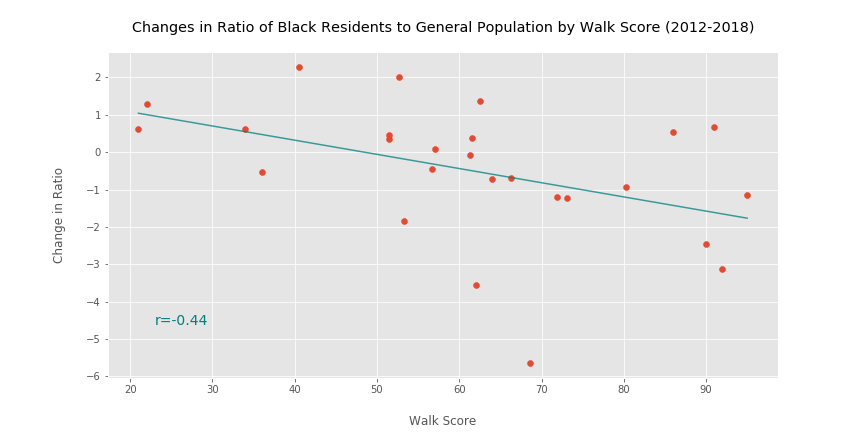 Changes in Ratio of Black Residents to General Population by Walk Score (2012-2018)
2
1
0
−1
−2
−3
−4
−5
−6
Change in Ratio
r=-0.44
20 30 40 50 60 70 80 90
Walk Score